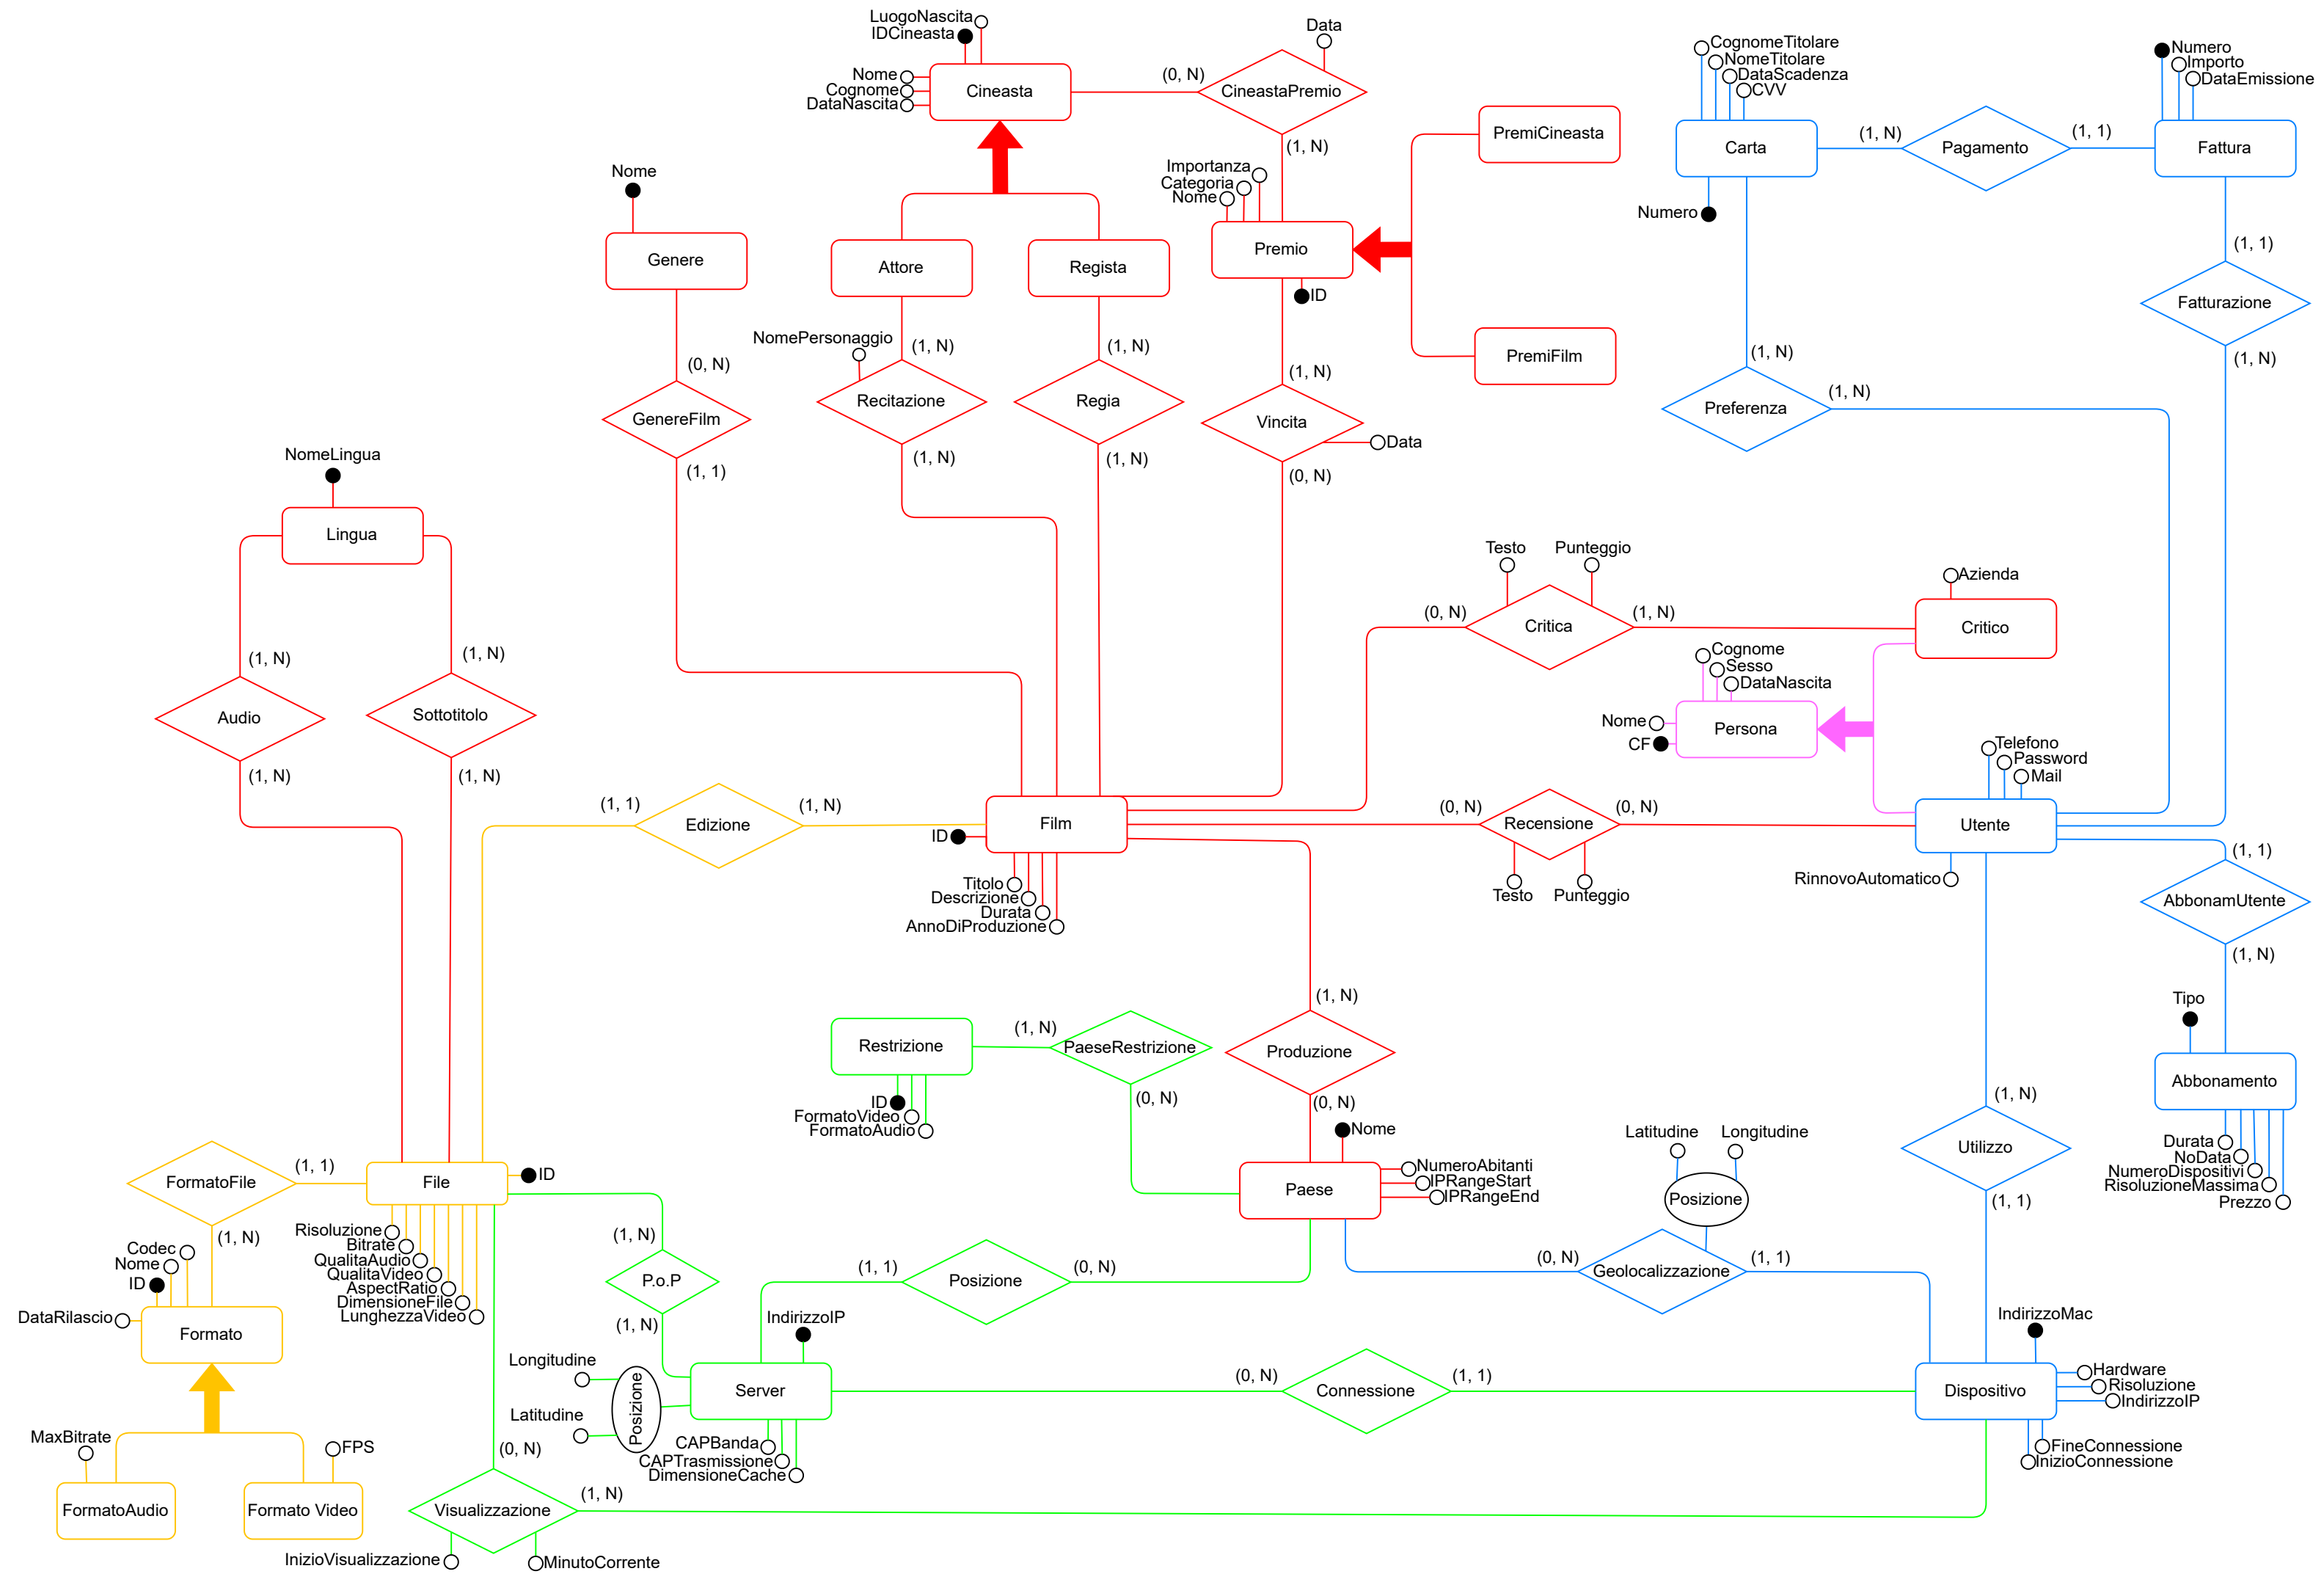 LuogoNascita
IDCineasta
Nome
Cognome
DataNascita
Cineasta
(0, N)
Data
CineastaPremio
(1, N)
PremiCineasta
CognomeTitolare
NomeTitolare
DataScadenza
CVV
Carta
Numero
(1, N)
Pagamento
(1, 1)
Numero
Importo
DataEmissione
Fattura
Nome
Genere
Attore
Regista
Importanza
Categoria
Nome
Premio
ID
PremiFilm
(1, 1)
Fatturazione
(1, N)
(0, N)
GenereFilm
(1, 1)
NomePersonaggio
(1, N)
Recitazione
(1, N)
(1, N)
Regia
(1, N)
(1, N)
Vincita
Data
(0, N)
(1, N)
Preferenza
(1, N)
NomeLingua
Lingua
(1, N)
Audio
(1, N)
(1, N)
Sottotitolo
(1, N)
Testo
Punteggio
(0, N)
Critica
(1, N)
Azienda
Critico
Cognome
Sesso
DataNascita
Nome
CF
Persona
Telefono
Password
Mail
Utente
RinnovoAutomatico
(1, 1)
Edizione
(1, N)
Film
ID
Titolo
Descrizione
Durata
AnnoDiProduzione
(0, N)
Recensione
(0, N)
Testo
Punteggio
(1, 1)
AbbonamUtente
(1, N)
Tipo
Abbonamento
Durata
NoData
NumeroDispositivi
RisoluzioneMassima
Prezzo
Restrizione
ID
FormatoVideo
FormatoAudio
(1, N)
PaeseRestrizione
(0, N)
(1, N)
Produzione
(0, N)
Nome
Paese
NumeroAbitanti
IPRangeStart
IPRangeEnd
Latitudine
Longitudine
Posizione
(0, N)
Geolocalizzazione
(1, 1)
(1, N)
Utilizzo
(1, 1)
FormatoFile
(1, 1)
(1, N)
File
ID
Risoluzione
Bitrate
QualitaAudio
QualitaVideo
AspectRatio
DimensioneFile
LunghezzaVideo
Codec
Nome
ID
DataRilascio
Formato
MaxBitrate
FPS
FormatoAudio
Formato Video
(1, N)
P.o.P
(1, N)
(1, 1)
Posizione
(0, N)
IndirizzoIP
Server
Longitudine
Latitudine
Posizione
CAPBanda
CAPTrasmissione
DimensioneCache
(0, N)
Connessione
(1, 1)
IndirizzoMac
Dispositivo
Hardware
Risoluzione
IndirizzoIP
FineConnessione
InizioConnessione
(0, N)
Visualizzazione
(1, N)
InizioVisualizzazione
MinutoCorrente